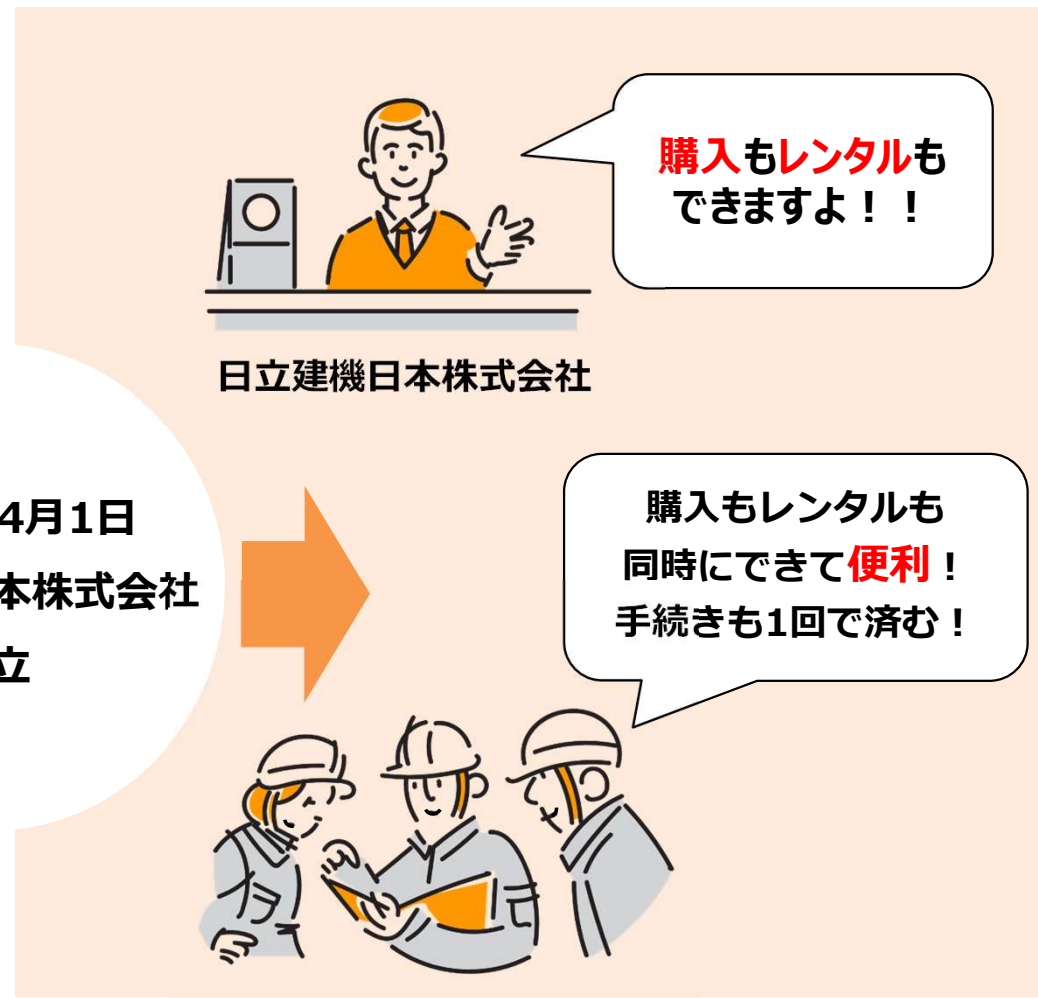 購入もレンタルも
できますよ！！
日立建機日本株式会社
4月1日
本株式会社
立
購入もレンタルも
同時にできて便利！
手続きも1回で済む！